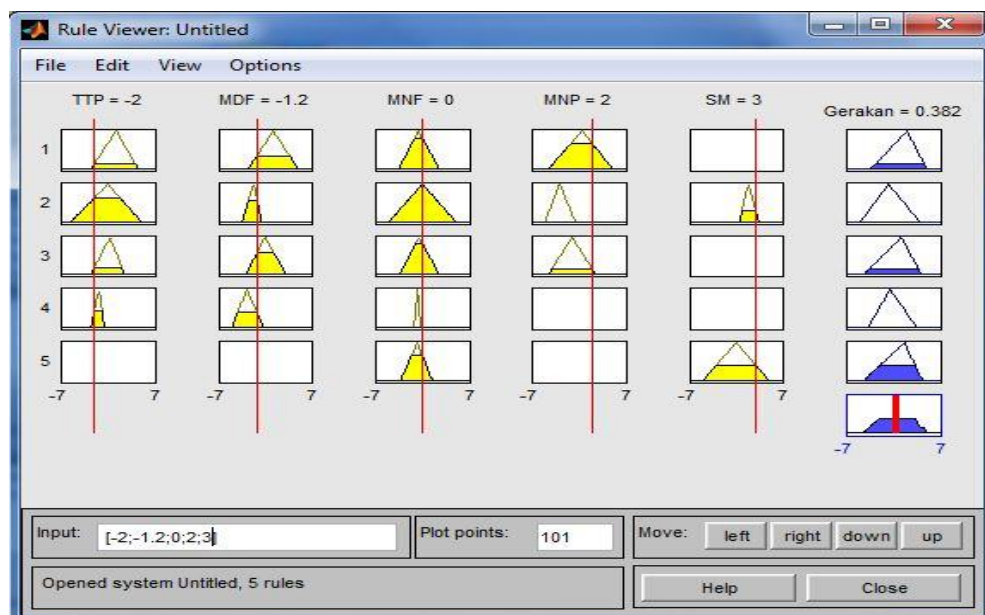 Rule Viewer: Untitled
File Edit View Options
TTP = -2 MDF = -1.2 MNF = 0 MNP = 2 SM = 3 Gerakan = 0.382
1
2
3
4
5
-7 7 -7 7 -7 7 -7 7 -7 7
-7 7
Input: [-2;-1.2;0;2;3] Plot points: 101 Move: left right down up
Opened system Untitled, 5 rules Help Close